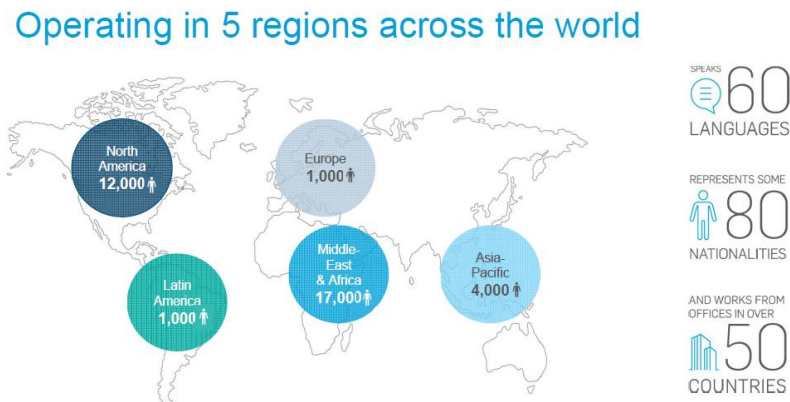 Operating in 5 regions across the world
North
America
12,000
Europe
1,000
Latin
America
1,000
Middle-
East
& Africa
17,000
Asia-
Pacific
4,000
SPEAKS
60
LANGUAGES
REPRESENTS SOME
80
NATIONALITIES
AND WORKS FROM
OFFICES IN OVER
50
COUNTRIES